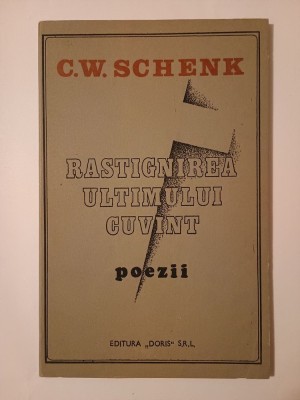 C.W. SCHENK
RASTIGNIREA
ULTIMULUI
CUVINT
poezii
EDITURA „DORIS" S.R.L.